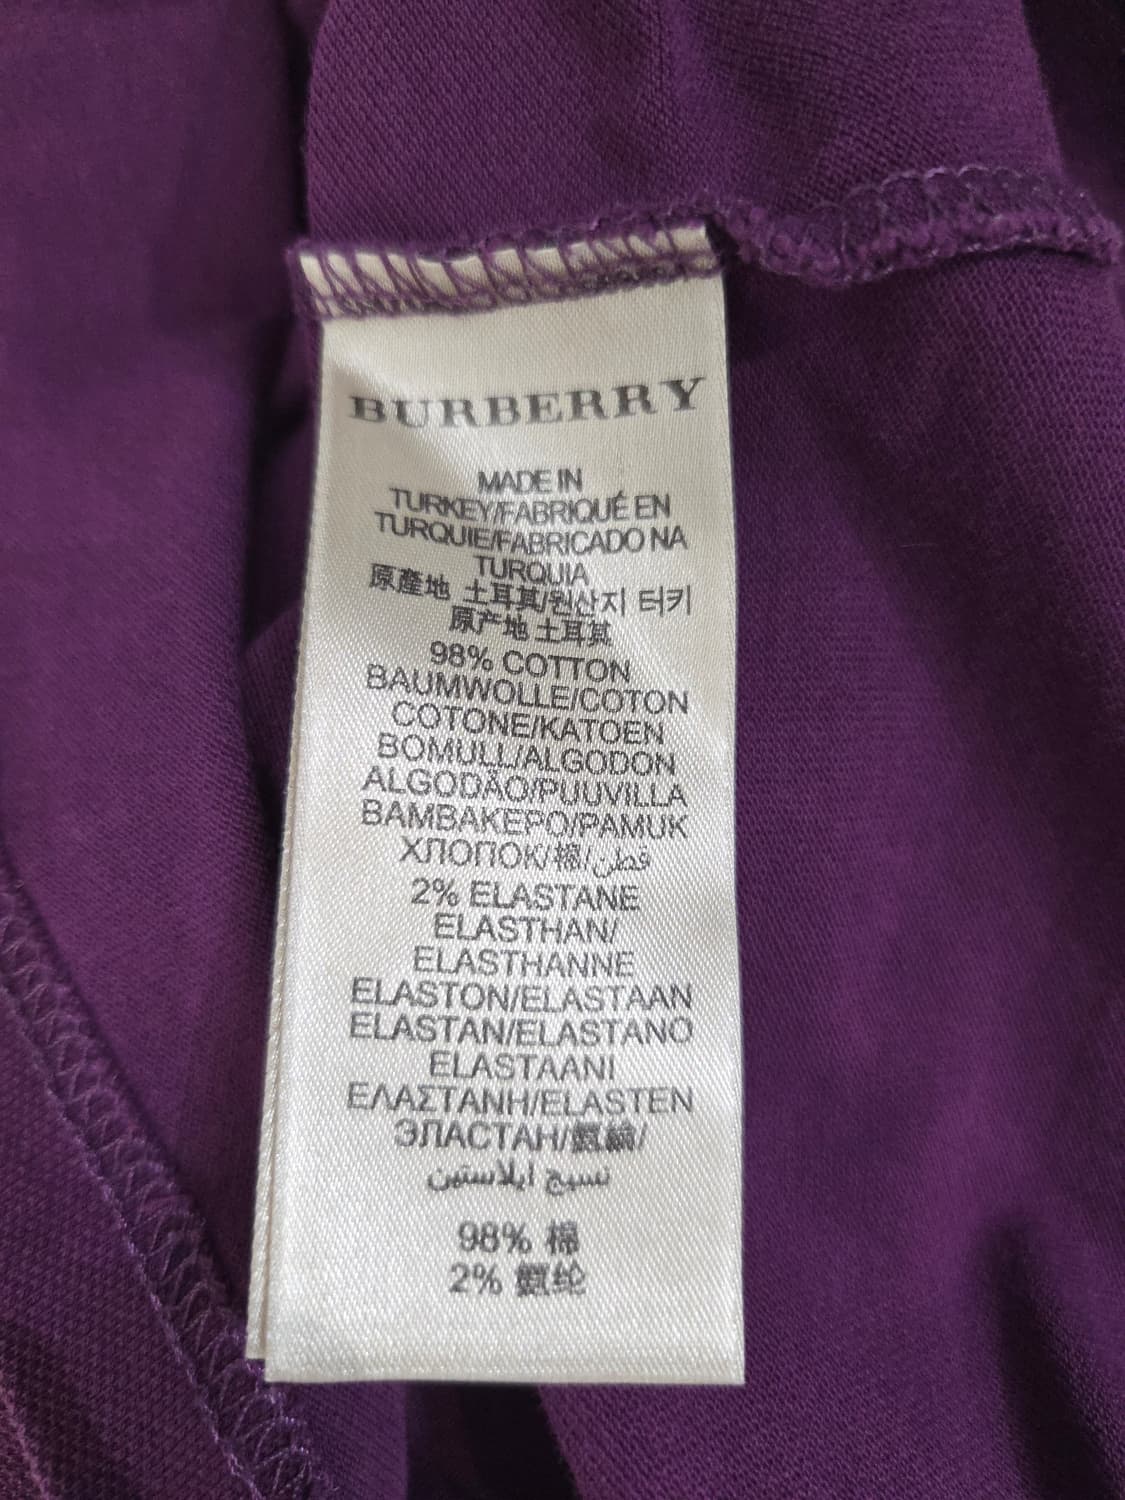 BURBERRY
MADE IN
TURKEY/FABRIQUÉ EN
TURQUIE/FABRICADO NA
TURQUIA
原產地 土耳其/원산지 터키
原产地 土耳其
98% COTTON
BAUMWOLLE/COTON
COTONE/KATOEN
BOMULL/ALGODON
ALGODÃO/PUUVILLA
ΒΑΜΒΑΚΕΡΟ/PAMUK
ХЛОПОК/棉/قطن
2% ELASTANE
ELASTHAN/
ELASTHANNE
ELASTON/ELASTAAN
ELASTAN/ELASTANO
ELASTAANI
ΕΛΑΣΤΑΝΗ/ELASTEN
ЭЛАСТАН/氨綸/
نسيج ايلاستين
98% 棉
2% 氨纶